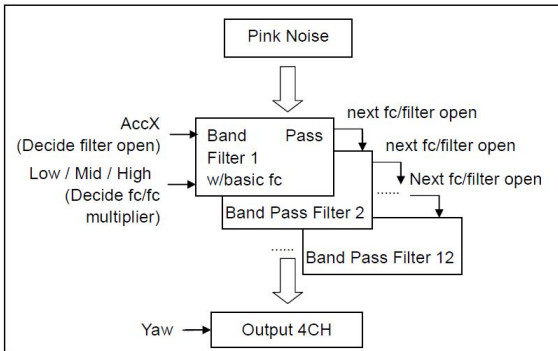 Pink Noise
next fc/filter open
AccX
(Decide filter open)
Band Pass
Filter 1
w/basic fc
next fc/filter open
Low / Mid / High
(Decide fc/fc
multiplier)
......
Next fc/filter open
Band Pass Filter 2
......
Band Pass Filter 12
Yaw
Output 4CH